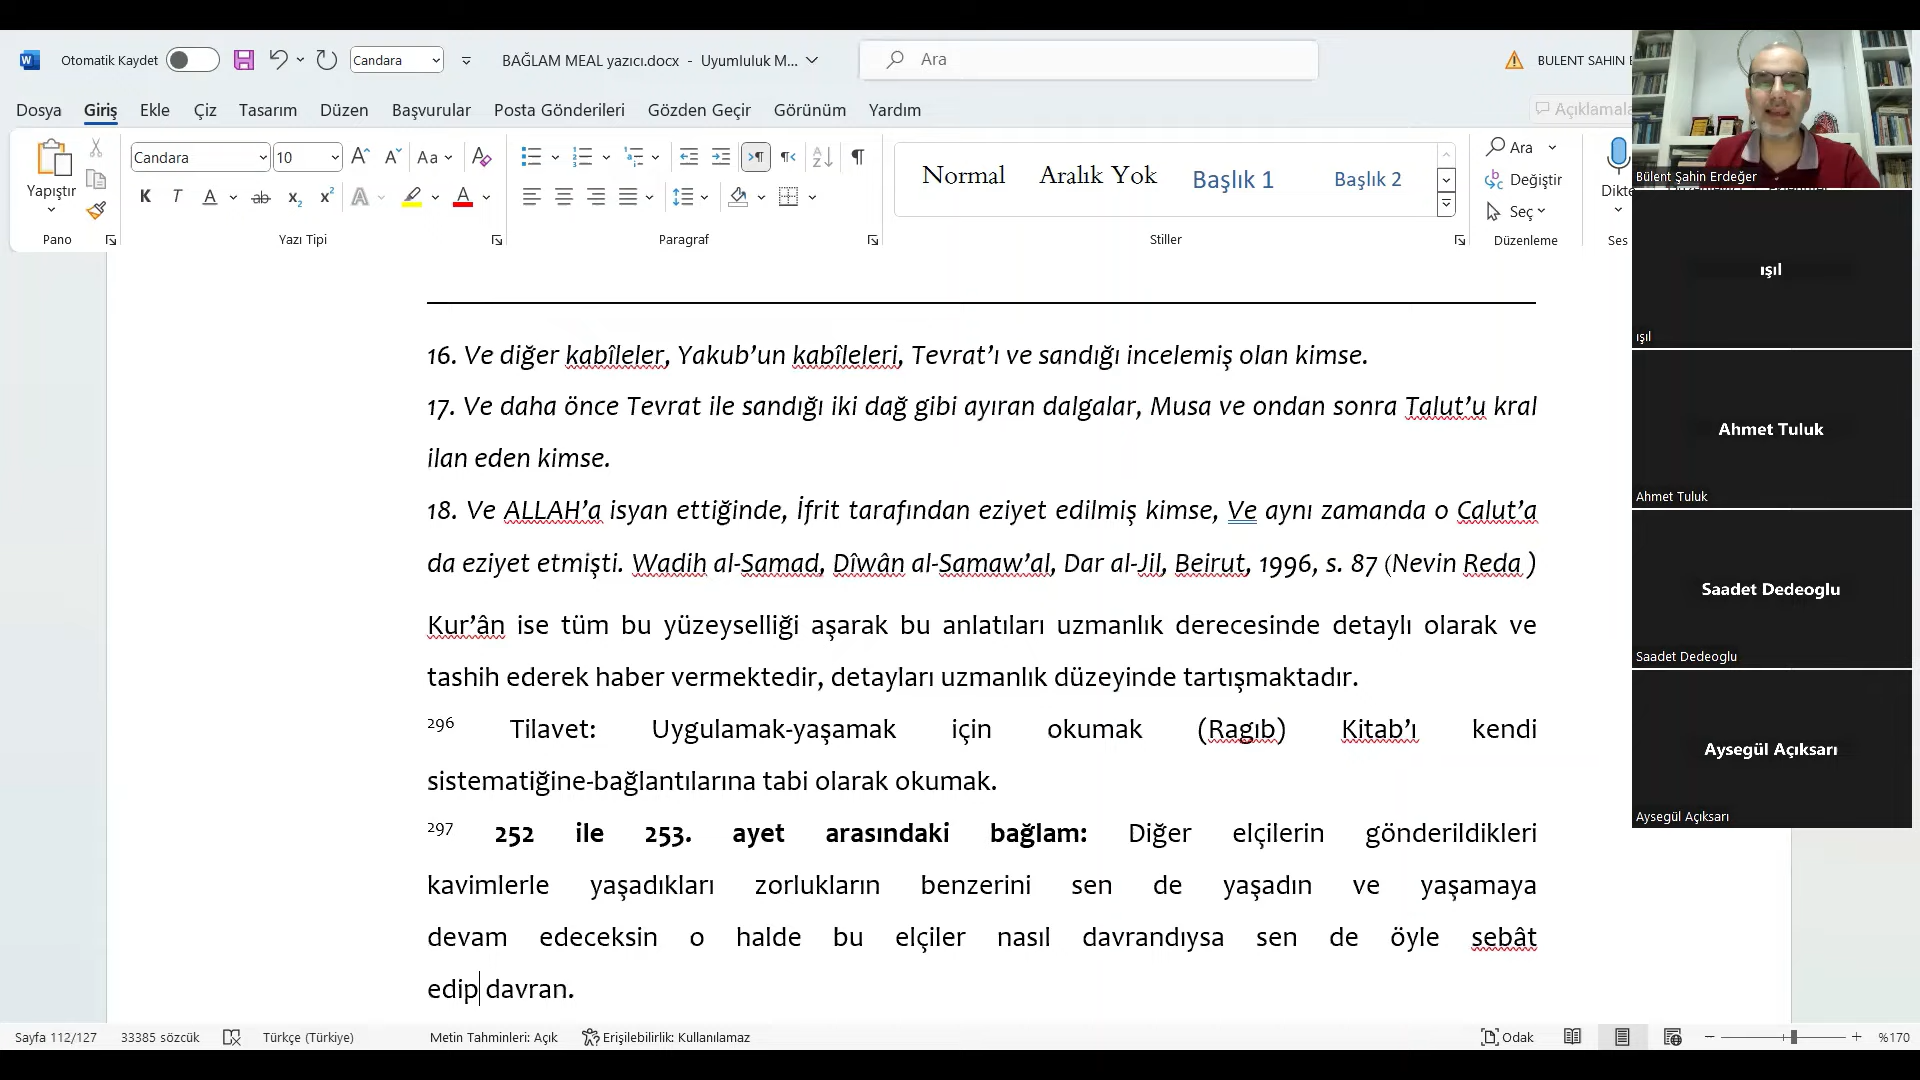 Otomatik Kaydet
Candara
BAĞLAM MEAL yazıcı.docx - Uyumluluk M...
Ara
BULENT SAHIN E
Dosya Giriş Ekle Çiz Tasarım Düzen Başvurular Posta Gönderileri Gözden Geçir Görünüm Yardım
Açıklamala
Yapıştır
Pano
Candara 10
Yazı Tipi
Paragraf
Normal Aralık Yok Başlık 1 Başlık 2
Stiller
Ara
Değiştir
Seç
Düzenleme
Dikte
Ses
16. Ve diğer kabîleler, Yakub’un kabîleleri, Tevrat’ı ve sandığı incelemiş olan kimse.
17. Ve daha önce Tevrat ile sandığı iki dağ gibi ayıran dalgalar, Musa ve ondan sonra Talut’u kral
ilan eden kimse.
18. Ve ALLAH’a isyan ettiğinde, İfrit tarafından eziyet edilmiş kimse, Ve aynı zamanda o Calut’a
da eziyet etmişti. Wadih al-Samad, Dîwân al-Samaw’al, Dar al-Jil, Beirut, 1996, s. 87 (Nevin Reda )
Kur’ân ise tüm bu yüzeyselliği aşarak bu anlatıları uzmanlık derecesinde detaylı olarak ve
tashih ederek haber vermektedir, detayları uzmanlık düzeyinde tartışmaktadır.
296 Tilavet: Uygulamak-yaşamak için okumak (Ragıb) Kitab’ı kendi
sistematiğine-bağlantılarına tabi olarak okumak.
297 252 ile 253. ayet arasındaki bağlam: Diğer elçilerin gönderildikleri
kavimlerle yaşadıkları zorlukların benzerini sen de yaşadın ve yaşamaya
devam edeceksin o halde bu elçiler nasıl davrandıysa sen de öyle sebât
edip davran.
Bülent Şahin Erdeğer
ışıl
ışıl
Ahmet Tuluk
Ahmet Tuluk
Saadet Dedeoglu
Saadet Dedeoglu
Aysegül Açıksarı
Aysegül Açıksarı
Sayfa 112/127 33385 sözcük Türkçe (Türkiye) Metin Tahminleri: Açık Erişilebilirlik: Kullanılamaz Odak %170